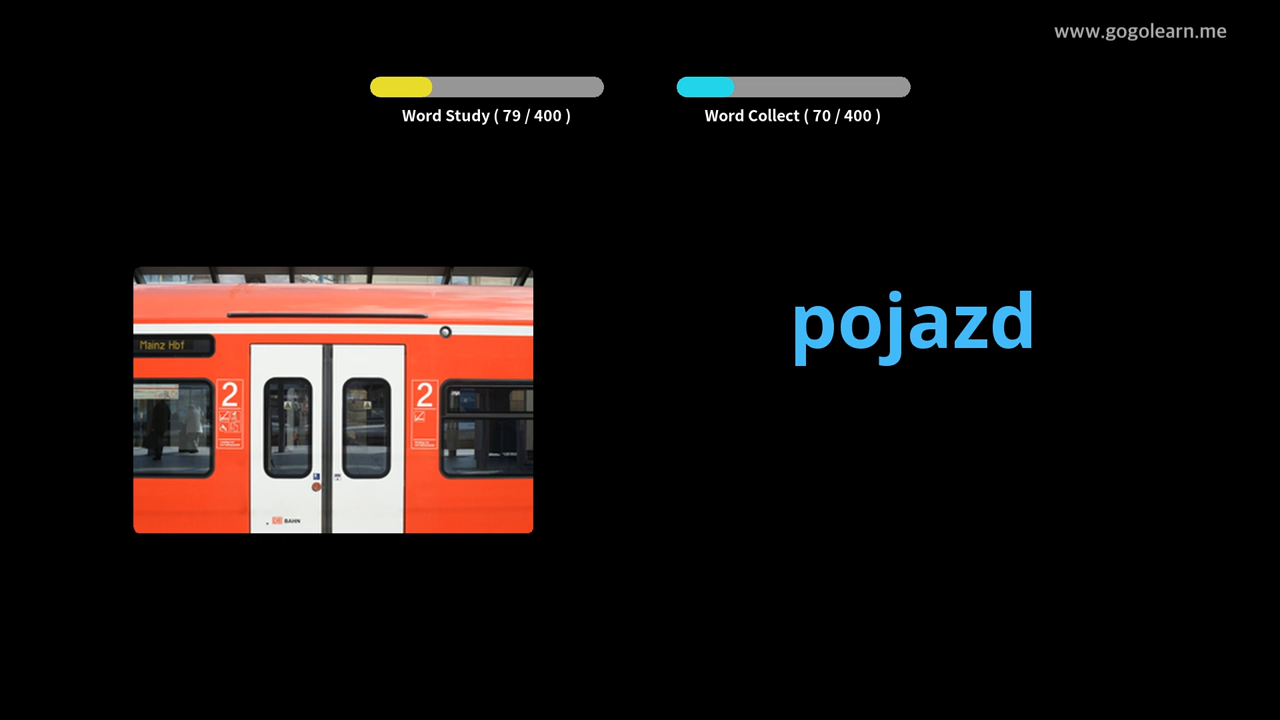 www.gogolearn.me
Word Study ( 79 / 400 )
Word Collect ( 70 / 400 )
pojazd
Mainz Hbf
2
2
DB BAHN